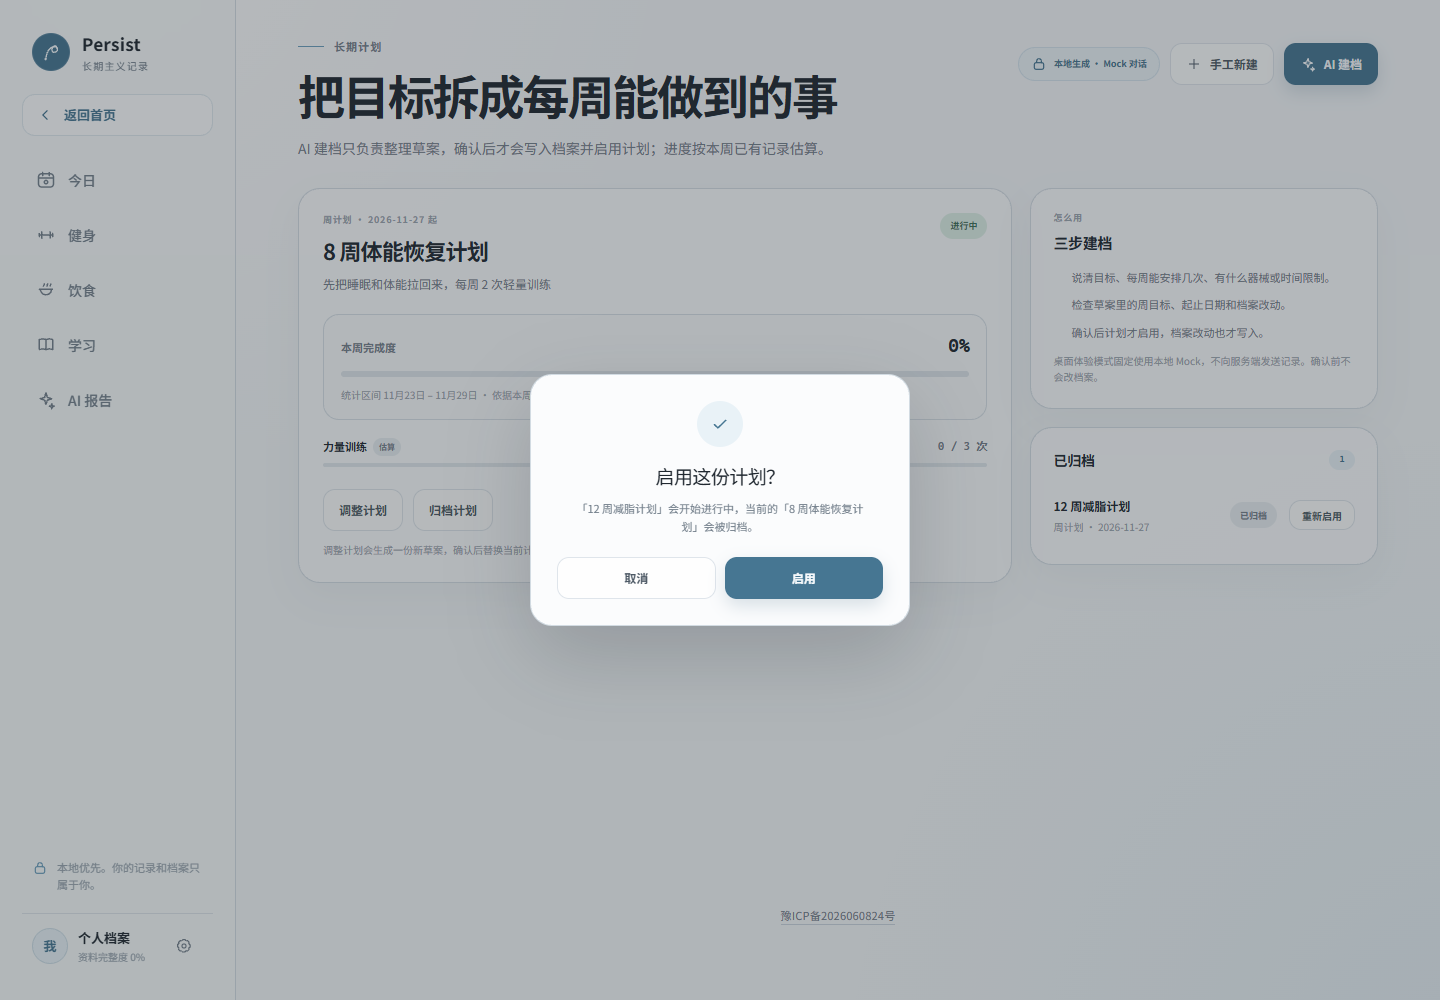 Persist
长期主义记录
返回首页
今日
健身
饮食
学习
AI 报告
本地优先。你的记录和档案只
属于你。
我
个人档案
资料完整度 0%
长期计划
把目标拆成每周能做到的事
AI 建档只负责整理草案，确认后才会写入档案并启用计划；进度按本周已有记录估算。
本地生成 · Mock 对话
手工新建
AI 建档
周计划 · 2026-11-27 起
8 周体能恢复计划
先把睡眠和体能拉回来，每周 2 次轻量训练
进行中
本周完成度
0%
统计区间 11月23日 – 11月29日 · 依据本周
力量训练 估算
0 / 3 次
调整计划
归档计划
调整计划会生成一份新草案，确认后替换当前计
怎么用
三步建档
说清目标、每周能安排几次、有什么器械或时间限制。
检查草案里的周目标、起止日期和档案改动。
确认后计划才启用，档案改动也才写入。
桌面体验模式固定使用本地 Mock，不向服务端发送记录。确认前不
会改档案。
已归档
1
12 周减脂计划
周计划 · 2026-11-27
已归档
重新启用
启用这份计划？
「12 周减脂计划」会开始进行中，当前的「8 周体能恢复计
划」会被归档。
取消
启用
豫ICP备2026060824号